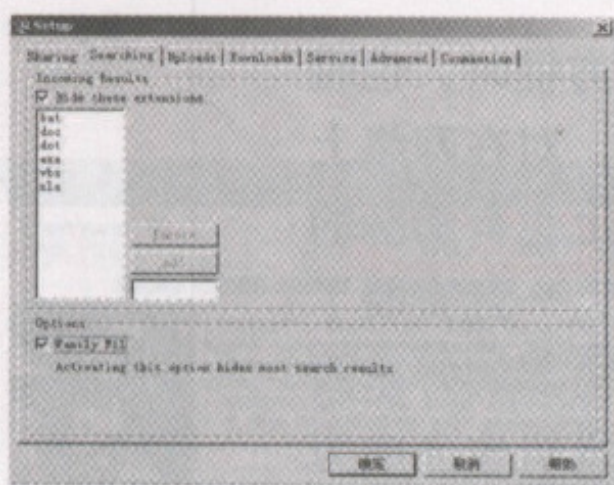 Setup
Sharing Searching Uploads Downloads Service Advanced Connection
Incoming Results
Hide these extensions
bat
doc
dot
exe
vbs
xls
Remove
Add
Options
Family Fil
Activating this option hides most search results
确定 取消 帮助